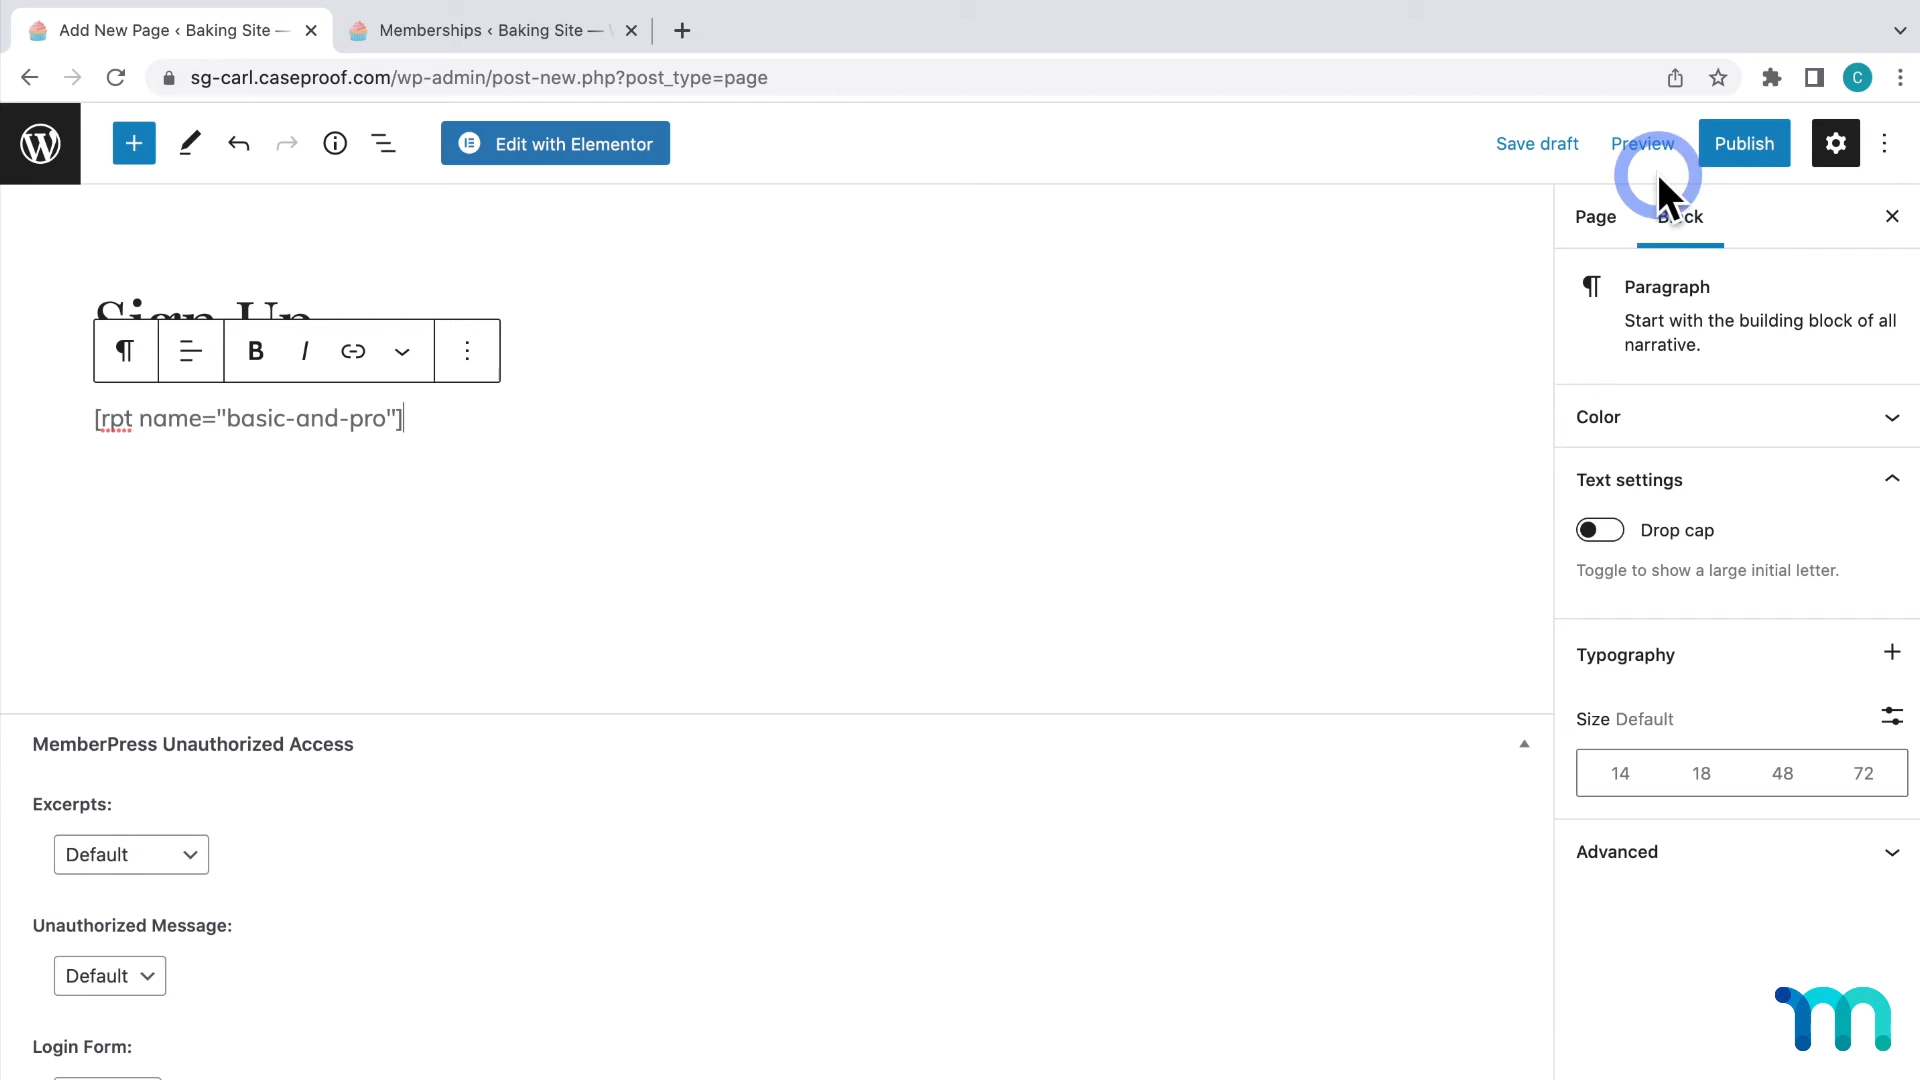 Add New Page ‹ Baking Site —
Memberships ‹ Baking Site —
sg-carl.caseproof.com/wp-admin/post-new.php?post_type=page
C
Edit with Elementor
Save draft
Preview
Publish
Page
Block
Sign Up
B I
[rpt name="basic-and-pro"]
Paragraph
Start with the building block of all
narrative.
Color
Text settings
Drop cap
Toggle to show a large initial letter.
Typography
Size Default
14 18 48 72
Advanced
MemberPress Unauthorized Access
Excerpts:
Default
Unauthorized Message:
Default
Login Form:
m